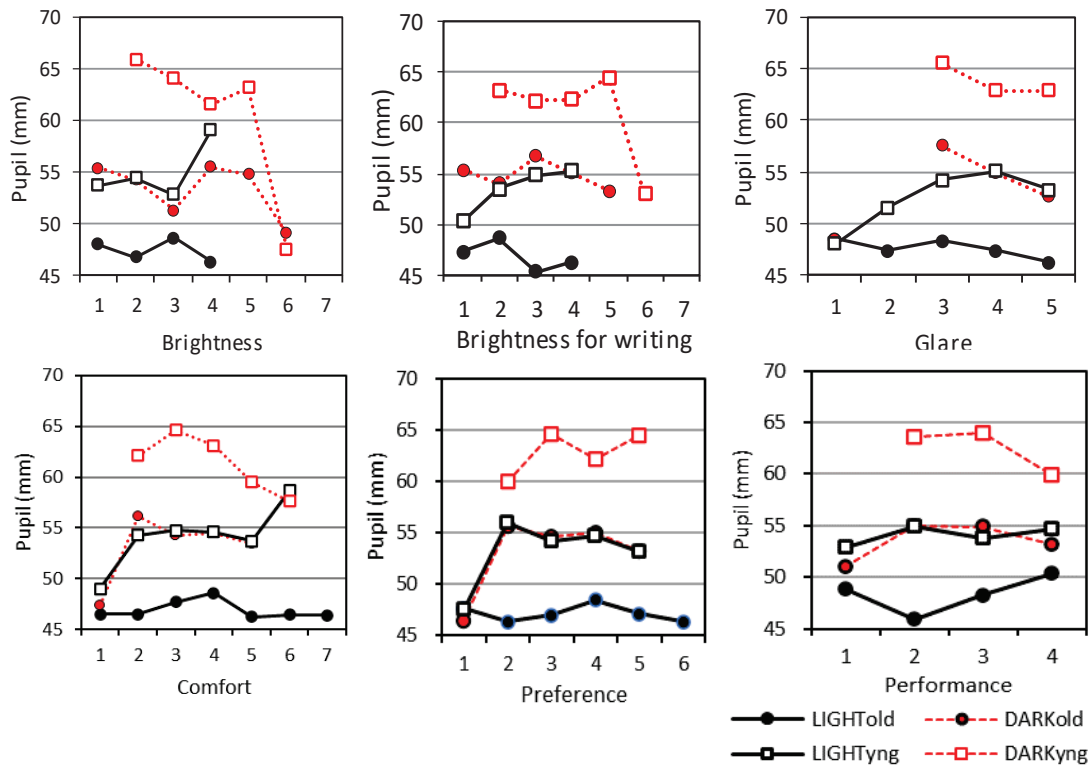 70
65
60
55
50
45
Pupil (mm)
1 2 3 4 5 6 7
Brightness
70
65
60
55
50
45
Pupil (mm)
1 2 3 4 5 6 7
Brightness for writing
70
65
60
55
50
45
Pupil (mm)
1 2 3 4 5
Glare
70
65
60
55
50
45
Pupil (mm)
1 2 3 4 5 6 7
Comfort
70
65
60
55
50
45
Pupil (mm)
1 2 3 4 5 6
Preference
70
65
60
55
50
45
Pupil (mm)
1 2 3 4
Performance
LIGHTold DARKold
LIGHTyng DARKyng